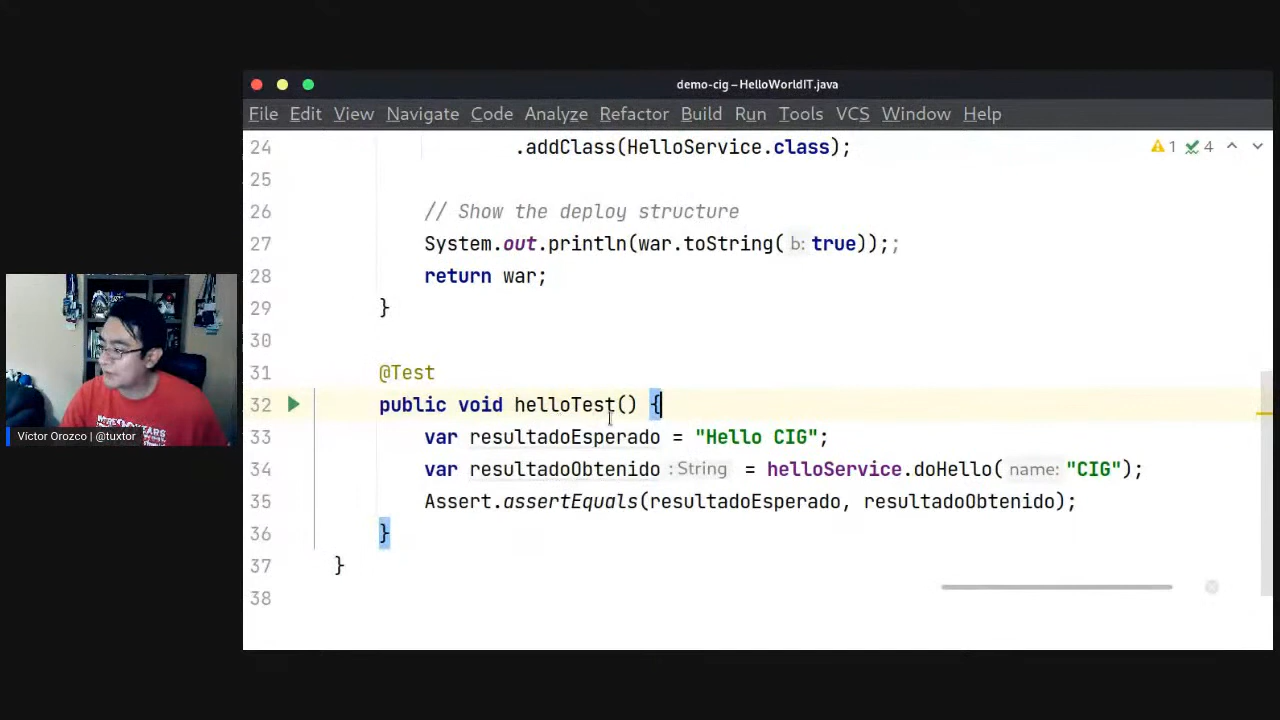 demo-cig – HelloWorldIT.java
File Edit View Navigate Code Analyze Refactor Build Run Tools VCS Window Help
24 .addClass(HelloService.class); 1 4
25
26 // Show the deploy structure
27 System.out.println(war.toString( b: true));;
28 return war;
29 }
30
31 @Test
32 public void helloTest() {
33 var resultadoEsperado = "Hello CIG";
34 var resultadoObtenido : String = helloService.doHello( name: "CIG");
35 Assert.assertEquals(resultadoEsperado, resultadoObtenido);
36 }
37 }
38
Víctor Orozco | @tuxtor